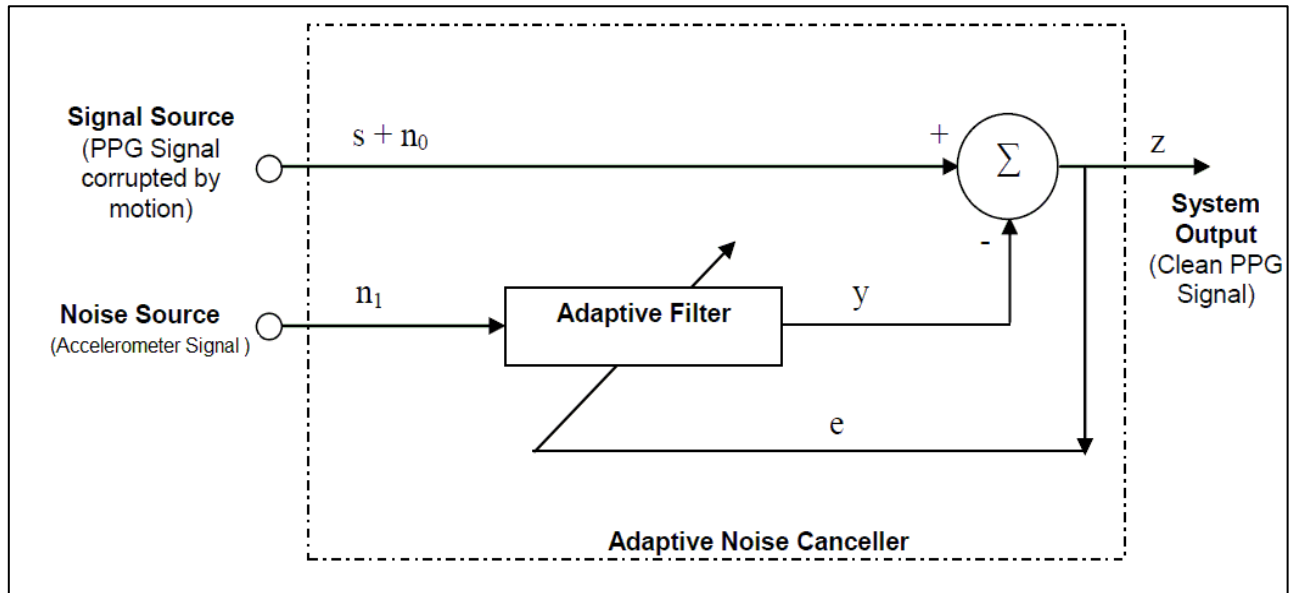 Signal Source
(PPG Signal
corrupted by
motion)
s + n₀
+
Σ
z
System
Output
(Clean PPG
Signal)
-
Noise Source
(Accelerometer Signal )
n₁
Adaptive Filter
y
e
Adaptive Noise Canceller